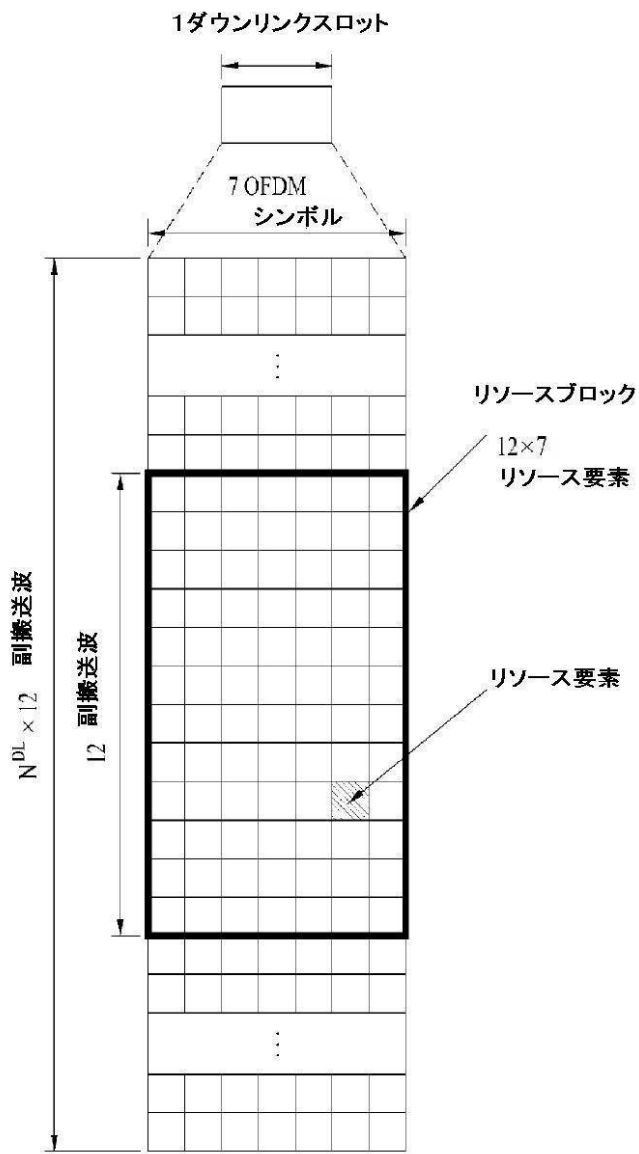 1ダウンリンクスロット
7 OFDM
シンボル
⋮
リソースブロック
12×7
リソース要素
リソース要素
12 副搬送波
N^DL × 12 副搬送波
⋮